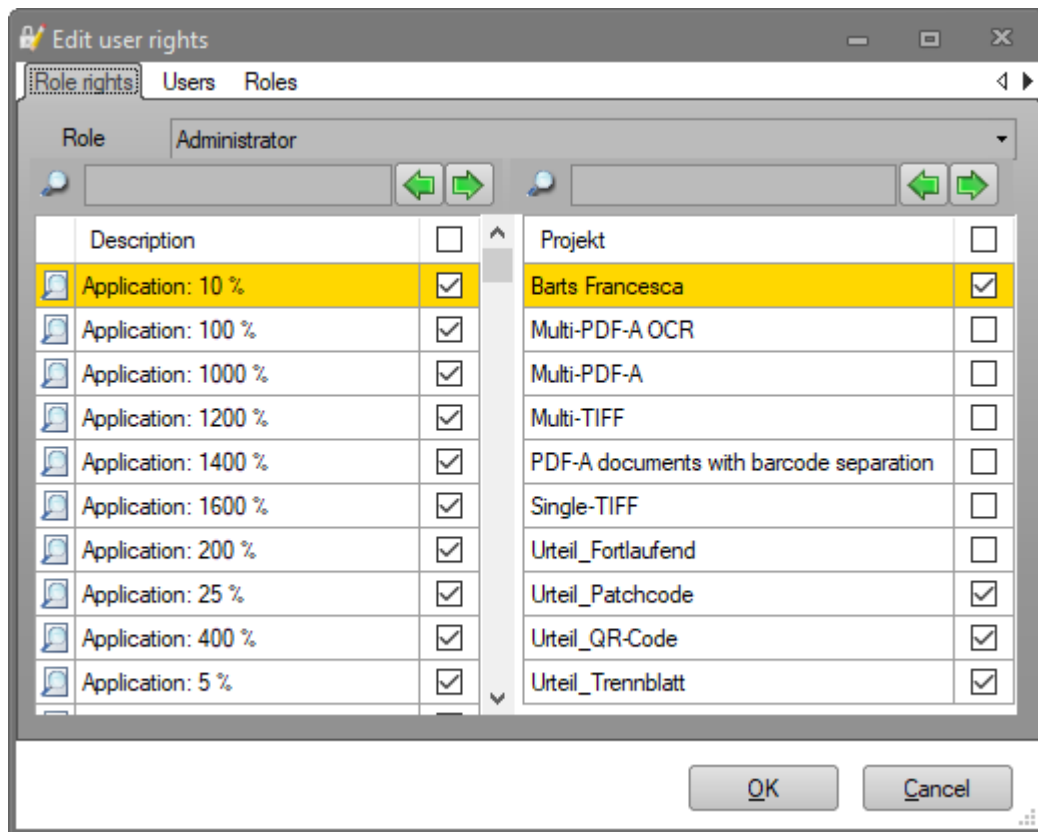 Edit user rights
Role rights Users Roles
Role Administrator
Description
Application: 10 %
Application: 100 %
Application: 1000 %
Application: 1200 %
Application: 1400 %
Application: 1600 %
Application: 200 %
Application: 25 %
Application: 400 %
Application: 5 %
Projekt
Barts Francesca
Multi-PDF-A OCR
Multi-PDF-A
Multi-TIFF
PDF-A documents with barcode separation
Single-TIFF
Urteil_Fortlaufend
Urteil_Patchcode
Urteil_QR-Code
Urteil_Trennblatt
OK Cancel